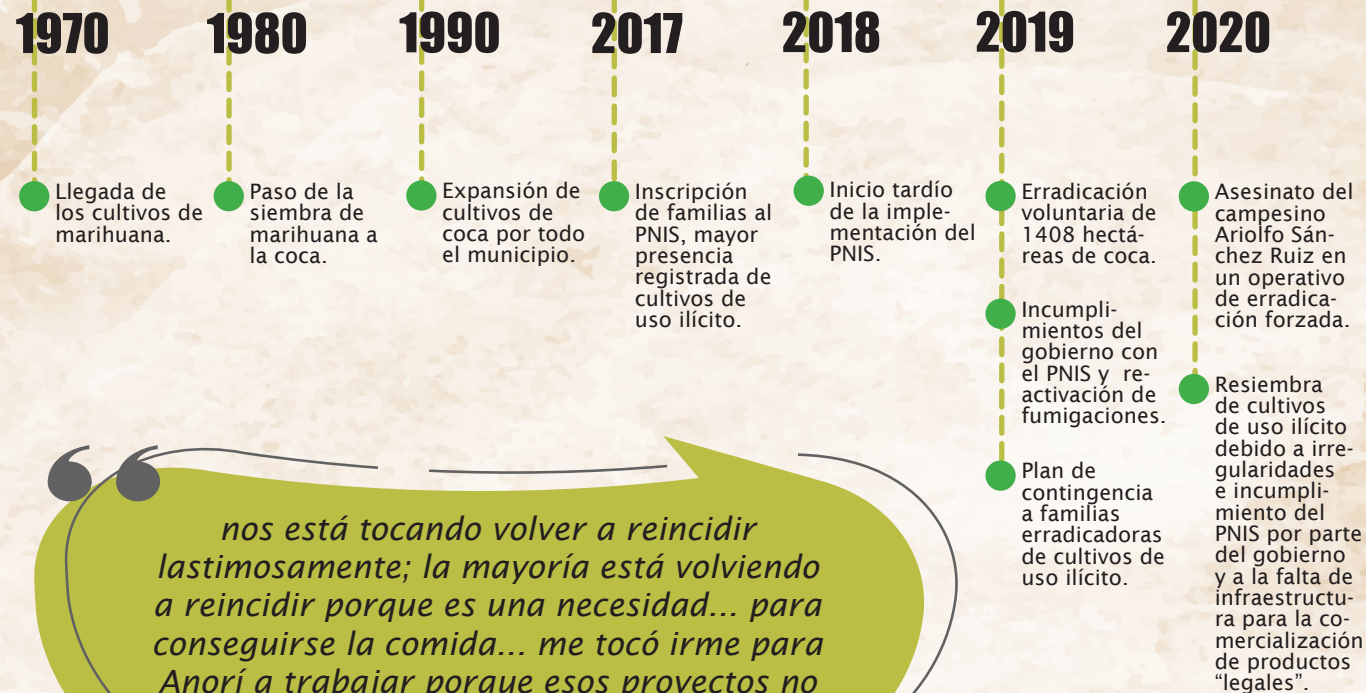 1970
Llegada de
los cultivos de
marihuana.
1980
Paso de la
siembra de
marihuana a
la coca.
1990
Expansión de
cultivos de
coca por todo
el municipio.
2017
Inscripción
de familias al
PNIS, mayor
presencia
registrada de
cultivos de
uso ilícito.
2018
Inicio tardío
de la imple-
mentación del
PNIS.
2019
Erradicación
voluntaria de
1408 hectá-
reas de coca.
Incumpli-
mientos del
gobierno con
el PNIS y re-
activación de
fumigaciones.
Plan de
contingencia
a familias
erradicadoras
de cultivos de
uso ilícito.
2020
Asesinato del
campesino
Ariolfo Sán-
chez Ruiz en
un operativo
de erradica-
ción forzada.
Resiembra
de cultivos
de uso ilícito
debido a irre-
gularidades
e incumpli-
miento del
PNIS por parte
del gobierno
y a la falta de
infraestructu-
ra para la co-
mercialización
de productos
“legales”.
“
nos está tocando volver a reincidir
lastimosamente; la mayoría está volviendo
a reincidir porque es una necesidad... para
conseguirse la comida... me tocó irme para
Anorí a trabajar porque esos proyectos no